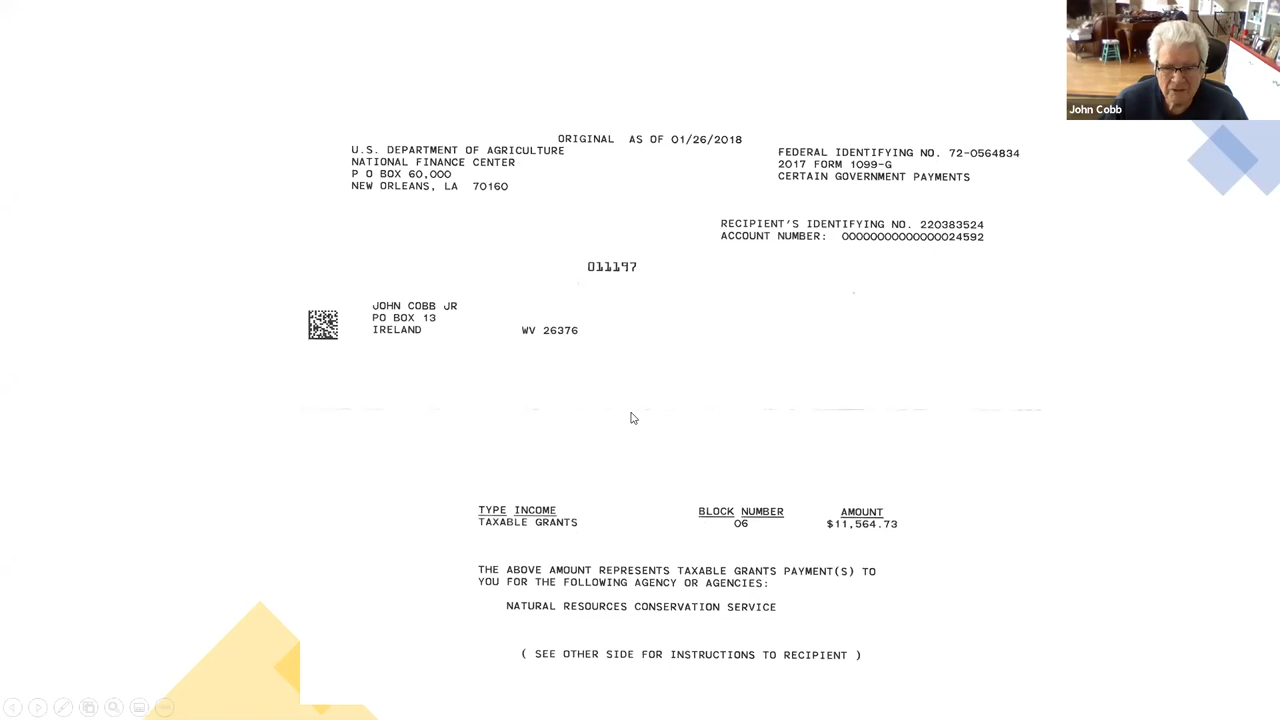 John Cobb
ORIGINAL AS OF 01/26/2018
U.S. DEPARTMENT OF AGRICULTURE
NATIONAL FINANCE CENTER
P O BOX 60,000
NEW ORLEANS, LA 70160
FEDERAL IDENTIFYING NO. 72-0564834
2017 FORM 1099-G
CERTAIN GOVERNMENT PAYMENTS
RECIPIENT'S IDENTIFYING NO. 220383524
ACCOUNT NUMBER: 00000000000000024592
011197
JOHN COBB JR
PO BOX 13
IRELAND WV 26376
TYPE INCOME BLOCK NUMBER AMOUNT
TAXABLE GRANTS 06 $11,564.73
THE ABOVE AMOUNT REPRESENTS TAXABLE GRANTS PAYMENT(S) TO
YOU FOR THE FOLLOWING AGENCY OR AGENCIES:
NATURAL RESOURCES CONSERVATION SERVICE
( SEE OTHER SIDE FOR INSTRUCTIONS TO RECIPIENT )